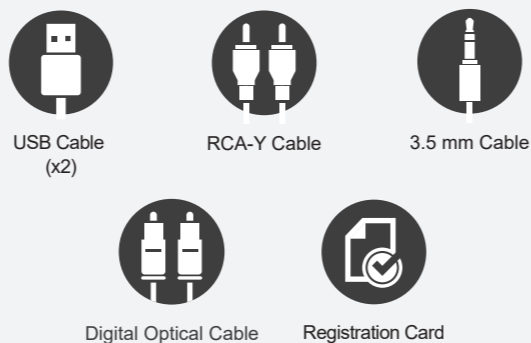 USB Cable
(x2)
RCA-Y Cable
3.5 mm Cable
Digital Optical Cable
Registration Card